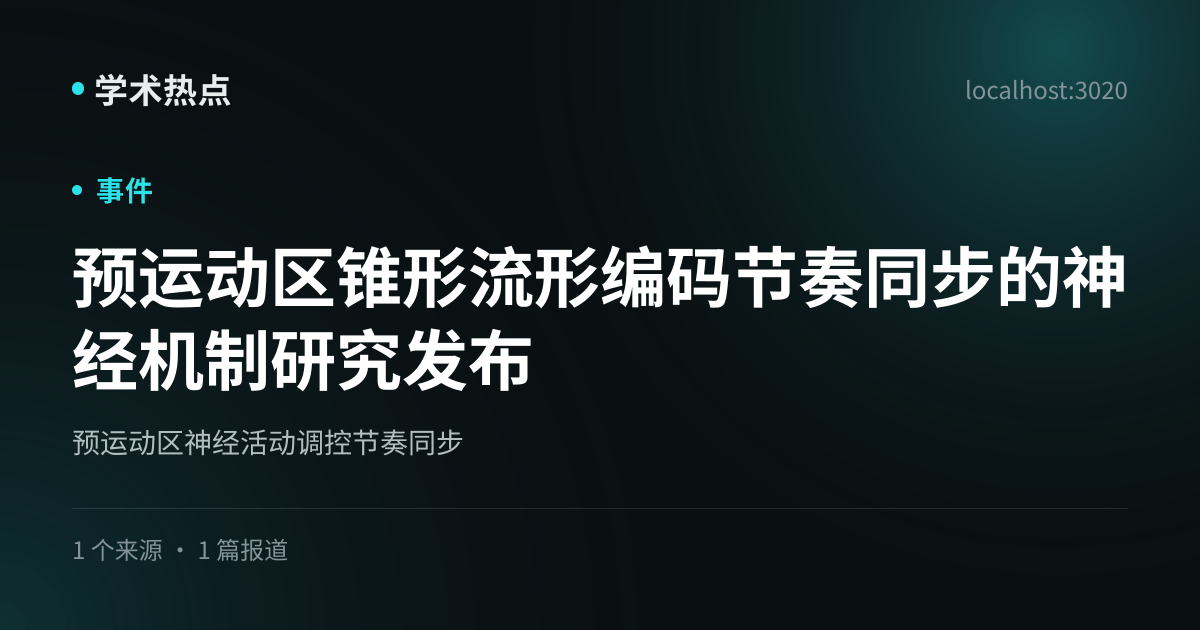 学术热点
localhost:3020
事件
预运动区锥形流形编码节奏同步的神
经机制研究发布
预运动区神经活动调控节奏同步
1 个来源 · 1 篇报道